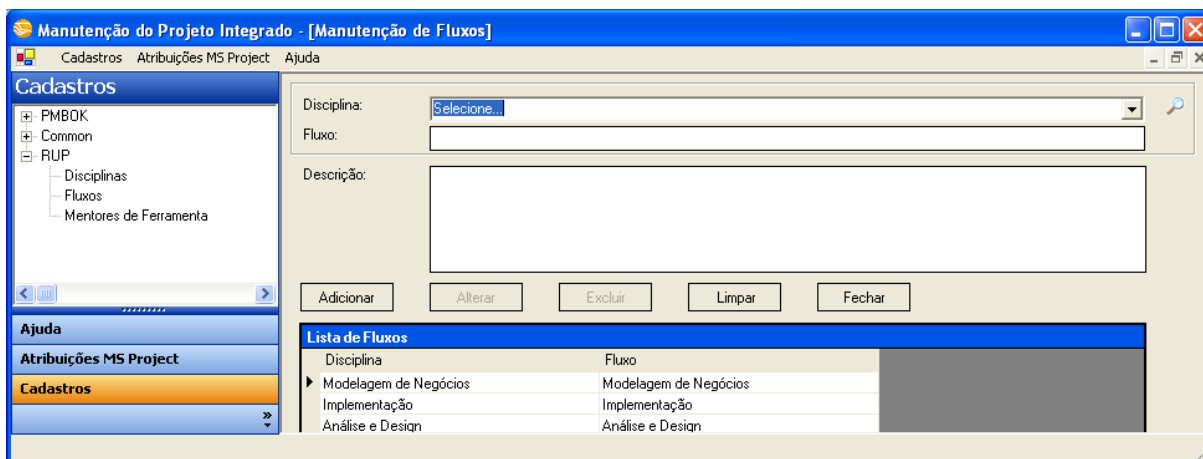 Manutenção do Projeto Integrado - [Manutenção de Fluxos]
Cadastros Atribuições MS Project Ajuda
Cadastros
PMBOK
Common
RUP
Disciplinas
Fluxos
Mentores de Ferramenta
Ajuda
Atribuições MS Project
Cadastros
Disciplina: Selecione...
Fluxo:
Descrição:
Adicionar Alterar Excluir Limpar Fechar
Lista de Fluxos
Disciplina Fluxo
Modelagem de Negócios Modelagem de Negócios
Implementação Implementação
Análise e Design Análise e Design